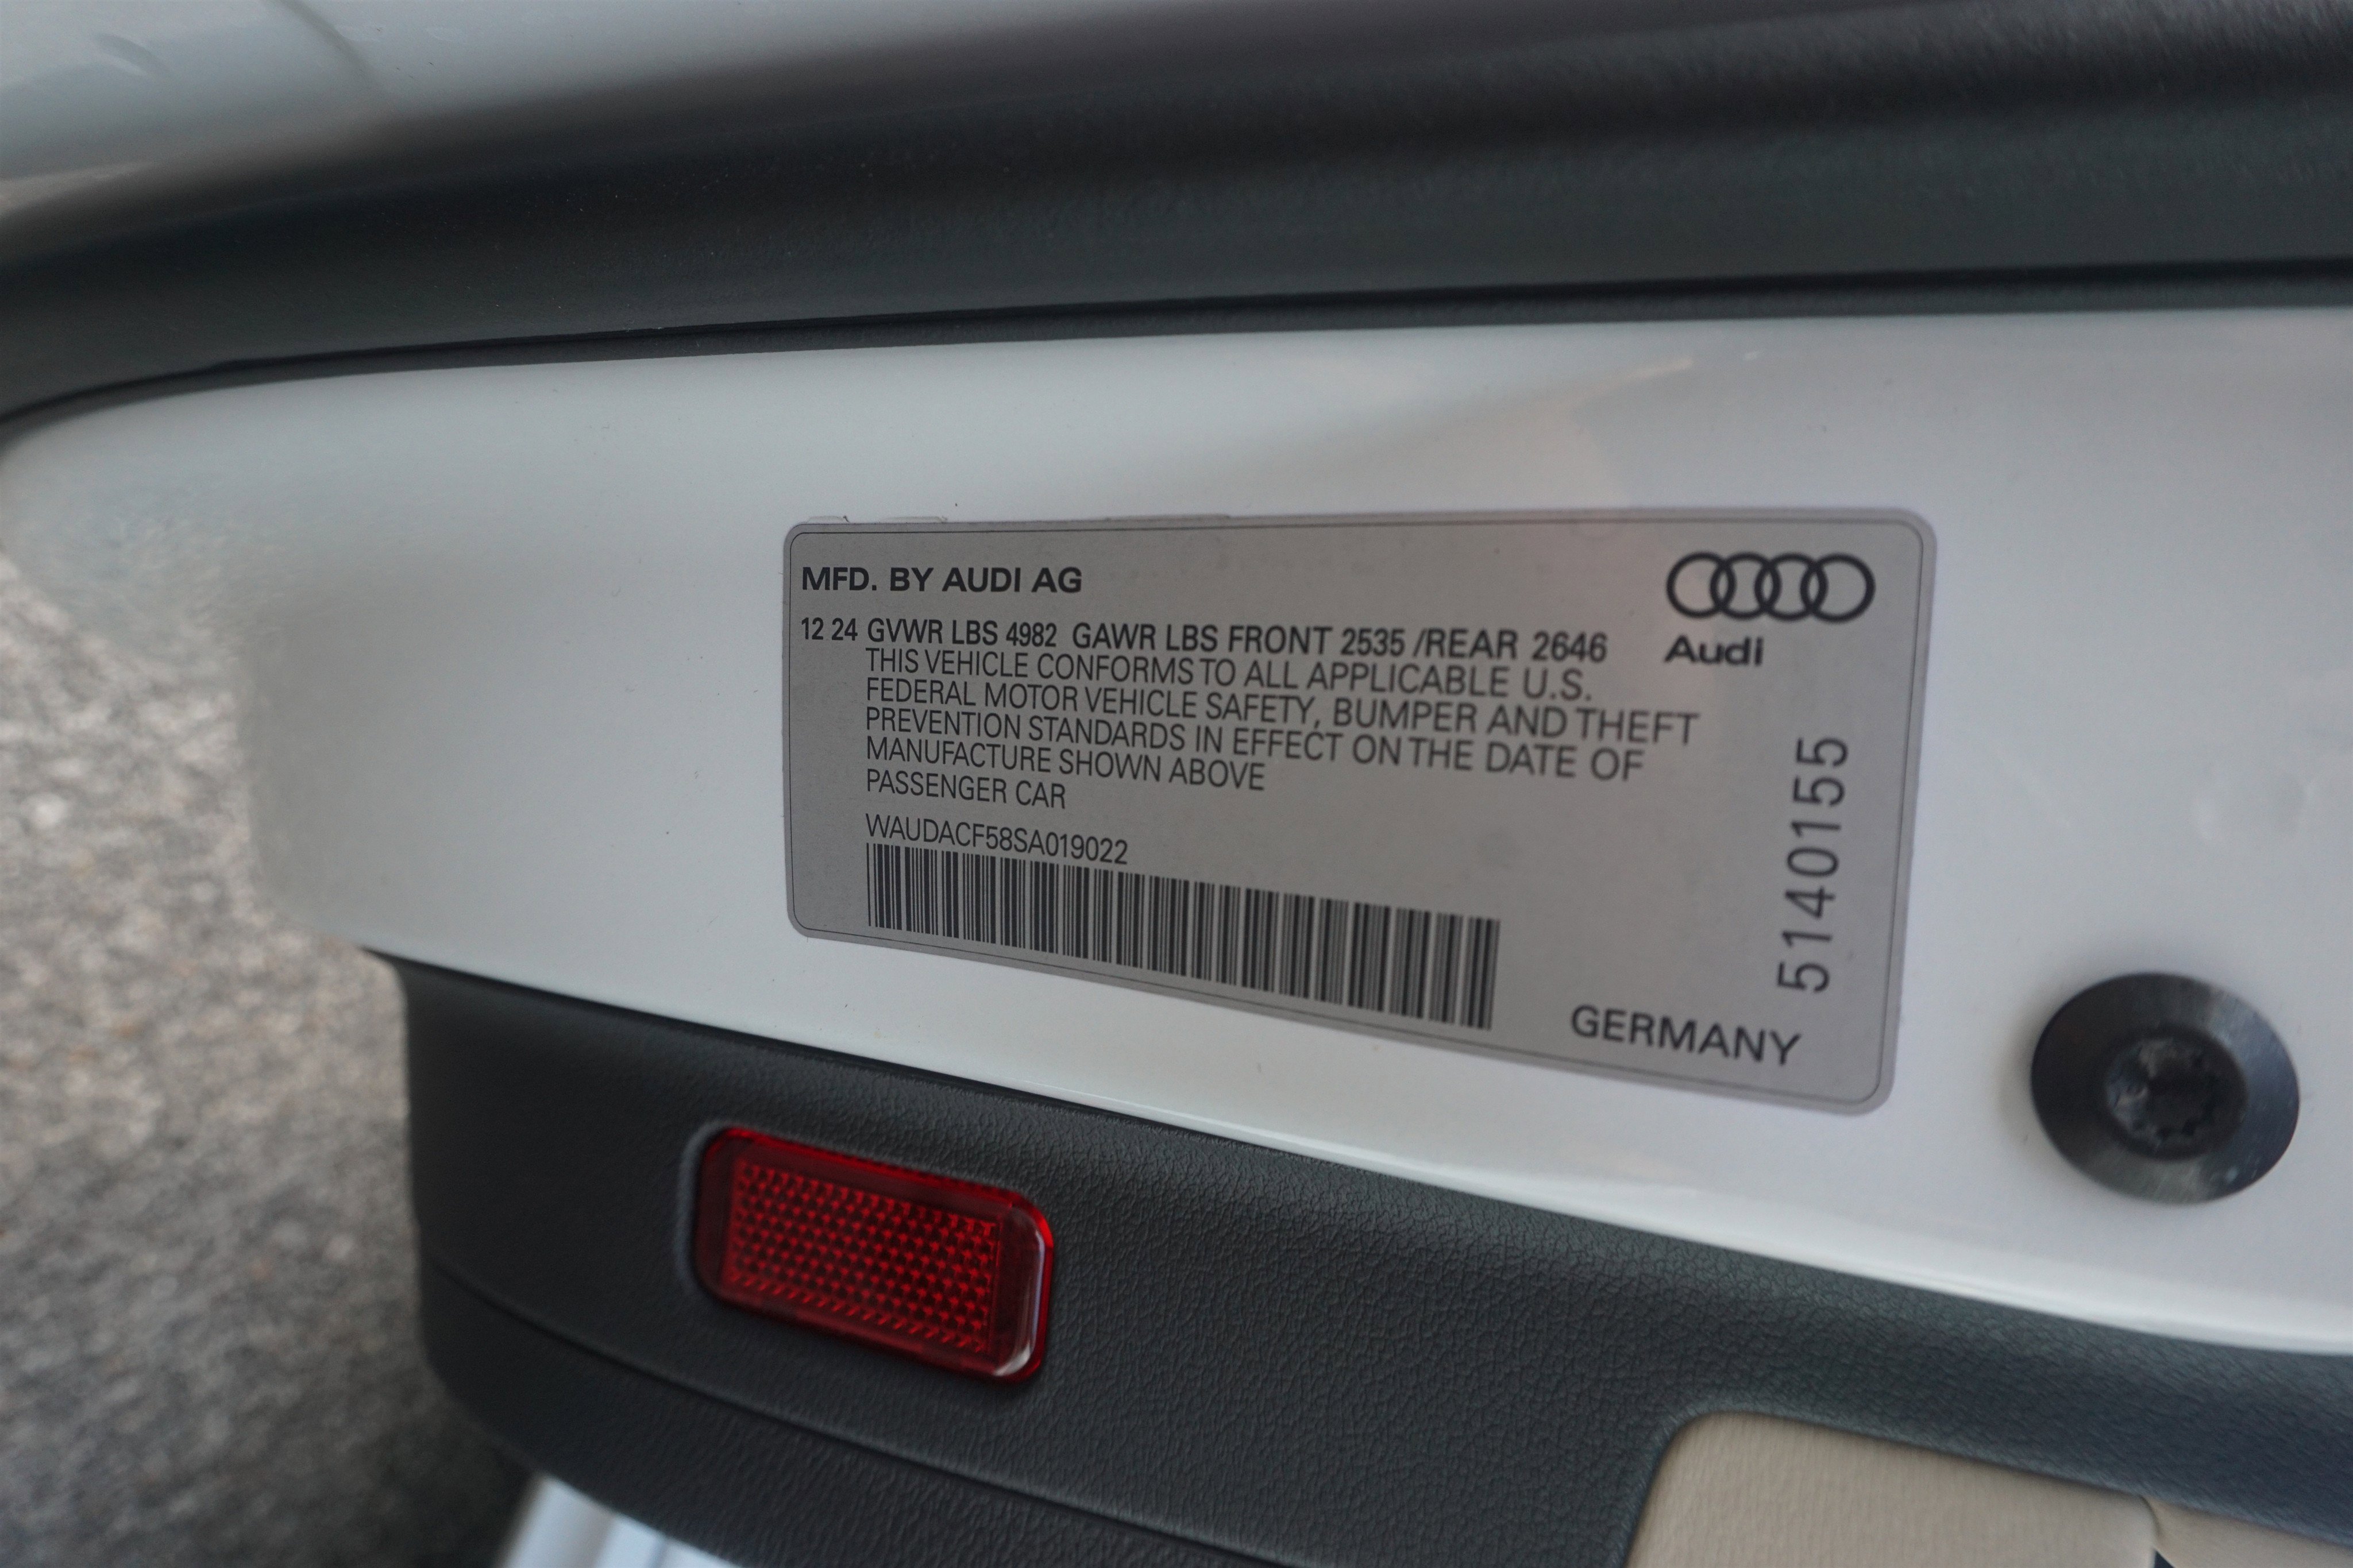 MFD. BY AUDI AG
12 24 GVWR LBS 4982 GAWR LBS FRONT 2535 /REAR 2646
Audi
THIS VEHICLE CONFORMS TO ALL APPLICABLE U.S.
FEDERAL MOTOR VEHICLE SAFETY, BUMPER AND THEFT
PREVENTION STANDARDS IN EFFECT ON THE DATE OF
MANUFACTURE SHOWN ABOVE
PASSENGER CAR
WAUDACF58SA019022
5140155
GERMANY